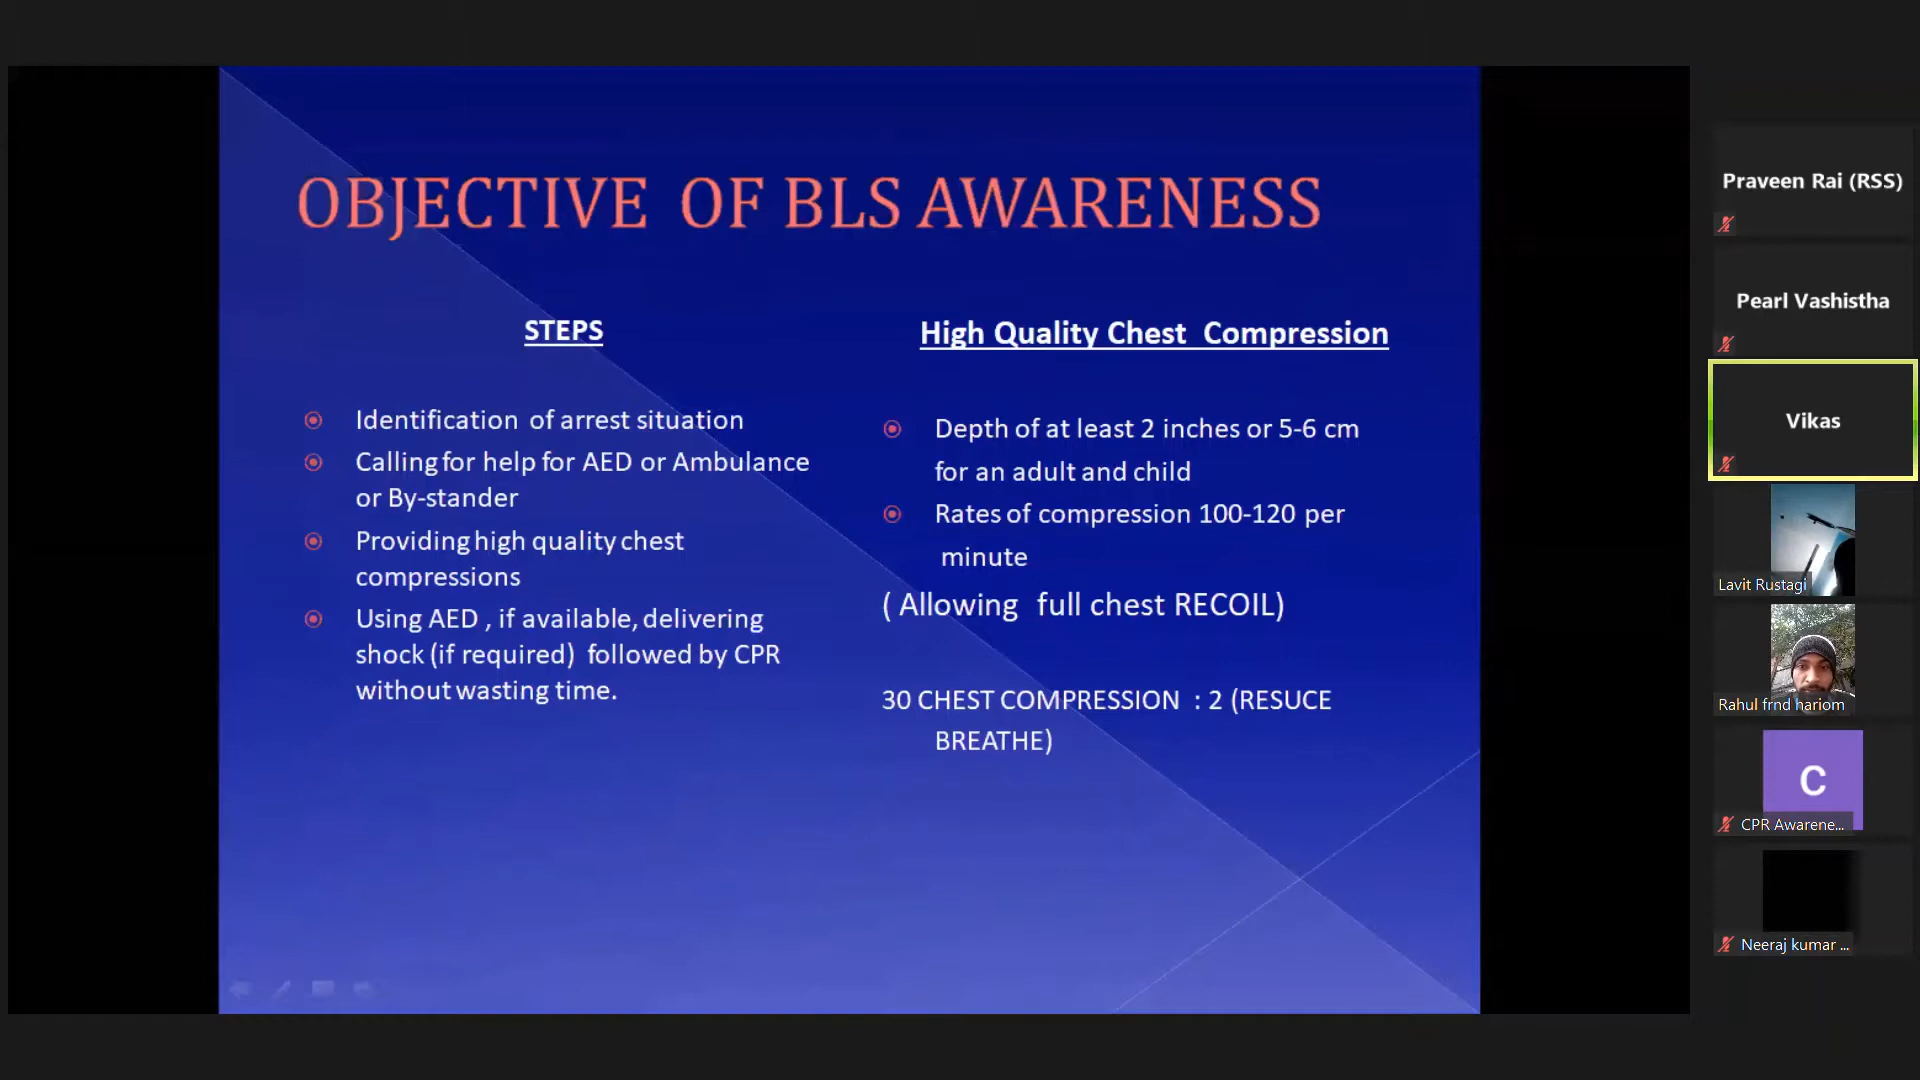 OBJECTIVE OF BLS AWARENESS
STEPS
Identification of arrest situation
Calling for help for AED or Ambulance
or By-stander
Providing high quality chest
compressions
Using AED , if available, delivering
shock (if required) followed by CPR
without wasting time.
High Quality Chest Compression
Depth of at least 2 inches or 5-6 cm
for an adult and child
Rates of compression 100-120 per
minute
( Allowing full chest RECOIL)
30 CHEST COMPRESSION : 2 (RESUCE
BREATHE)
Praveen Rai (RSS)
Pearl Vashistha
Vikas
Lavit Rustagi
Rahul frnd hariom
C
CPR Awarene...
Neeraj kumar ...